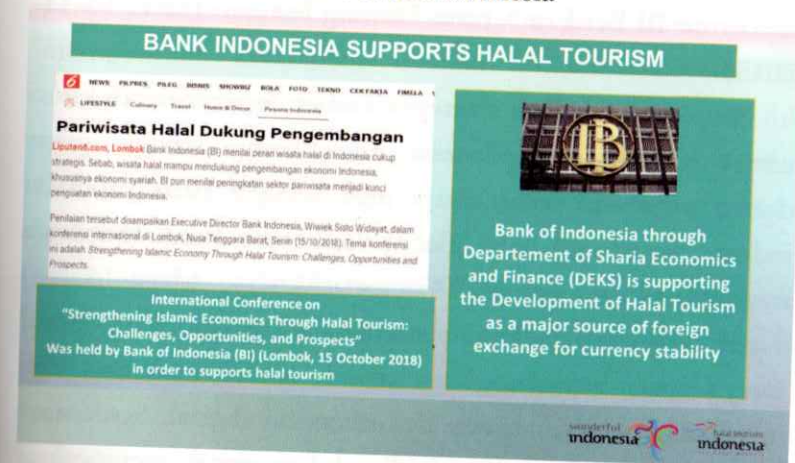 BANK INDONESIA SUPPORTS HALAL TOURISM
6 NEWS PILPRES PILEG BISNIS SHOWBIZ BOLA FOTO TEKNO CEK FAKTA FIMELA
LIFESTYLE Culinary Travel Home & Decor Pesona Indonesia
Pariwisata Halal Dukung Pengembangan
Liputan6.com, Lombok Bank Indonesia (BI) menilai peran wisata halal di Indonesia cukup
strategis. Sebab, wisata halal mampu mendukung pengembangan ekonomi Indonesia,
khususnya ekonomi syariah. BI pun menilai peningkatan sektor pariwisata menjadi kunci
penguatan ekonomi Indonesia.
Penilaian tersebut disampaikan Executive Director Bank Indonesia, Wiwiek Sisto Widayat, dalam
konferensi internasional di Lombok, Nusa Tenggara Barat, Senin (15/10/2018). Tema konferensi
ini adalah Strengthening Islamic Economy Through Halal Tourism: Challenges, Opportunities and
Prospects.
International Conference on
"Strengthening Islamic Economics Through Halal Tourism:
Challenges, Opportunities, and Prospects"
Was held by Bank of Indonesia (BI) (Lombok, 15 October 2018)
in order to supports halal tourism
Bank of Indonesia through
Departement of Sharia Economics
and Finance (DEKS) is supporting
the Development of Halal Tourism
as a major source of foreign
exchange for currency stability
wonderful
indonesia
halal tourism
indonesia